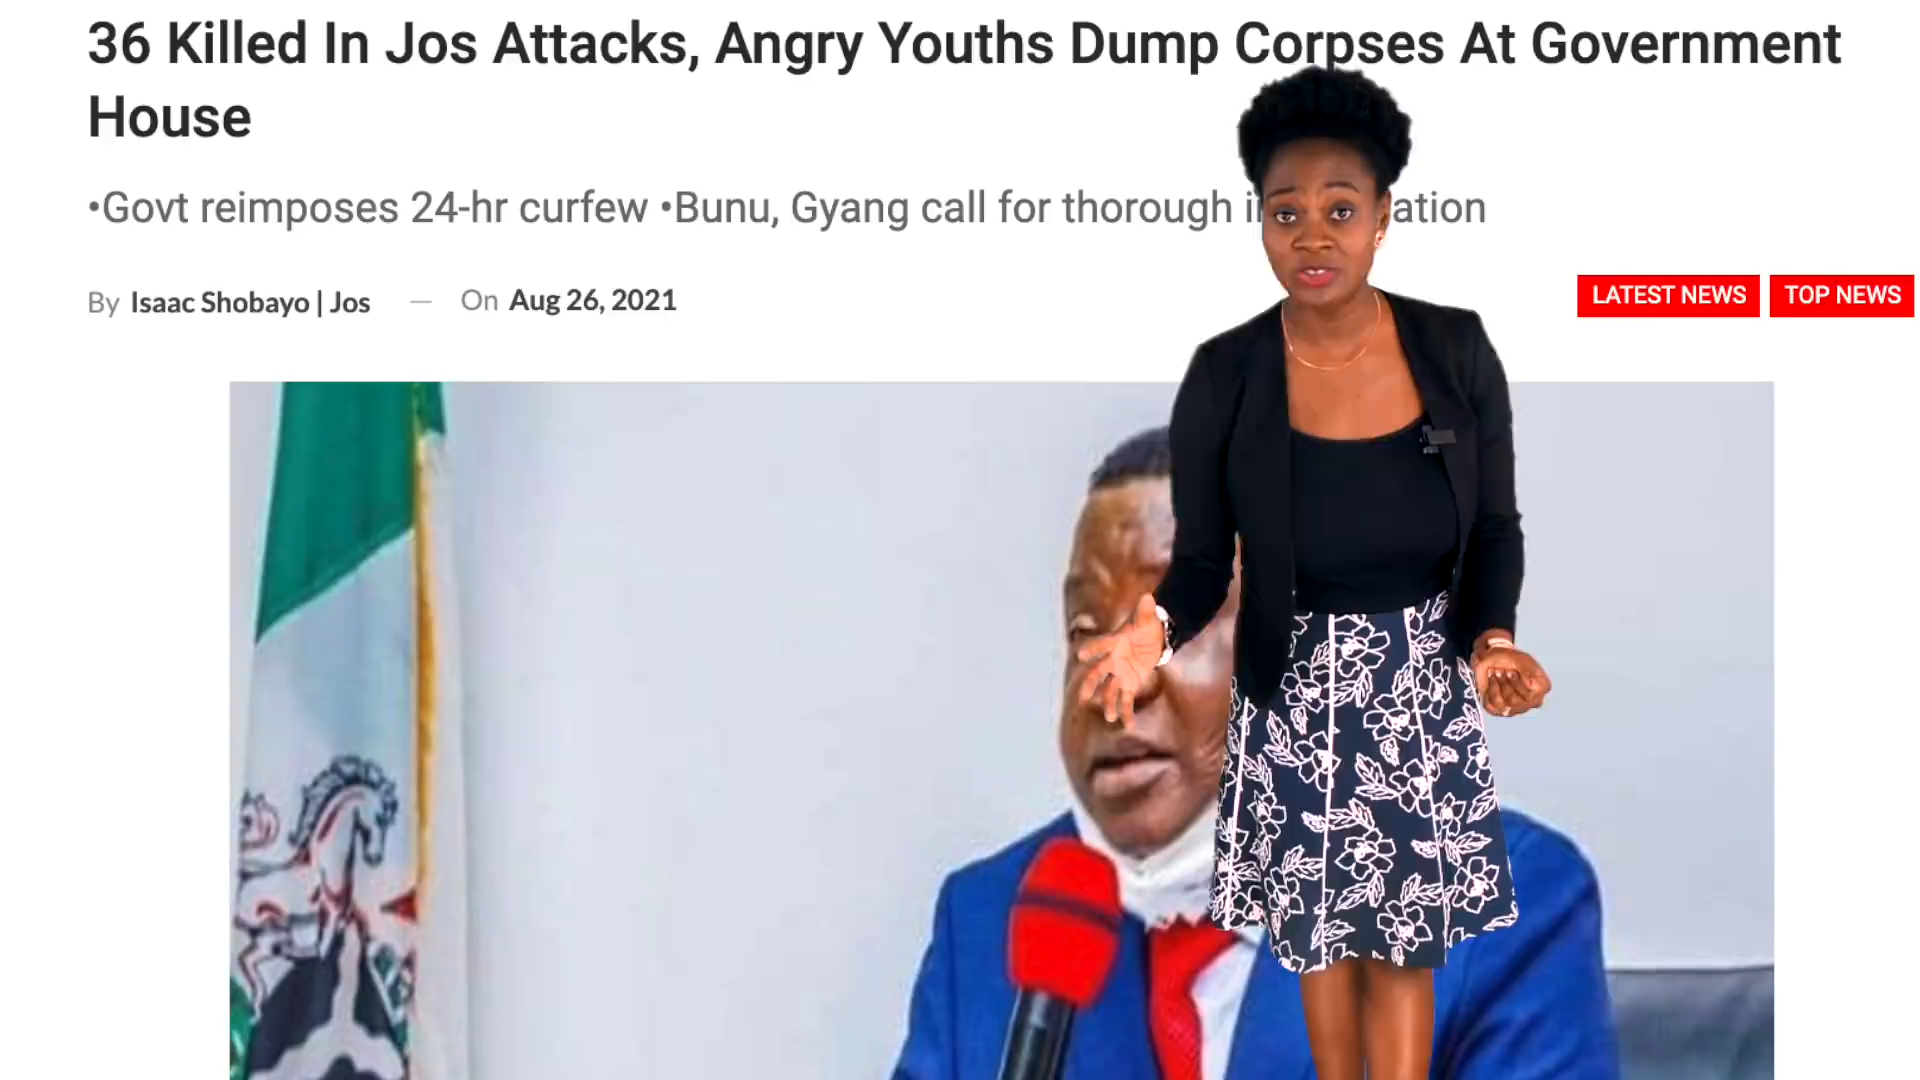 36 Killed In Jos Attacks, Angry Youths Dump Corpses At Government
House
•Govt reimposes 24-hr curfew •Bunu, Gyang call for thorough ation
By Isaac Shobayo | Jos — On Aug 26, 2021
LATEST NEWS TOP NEWS